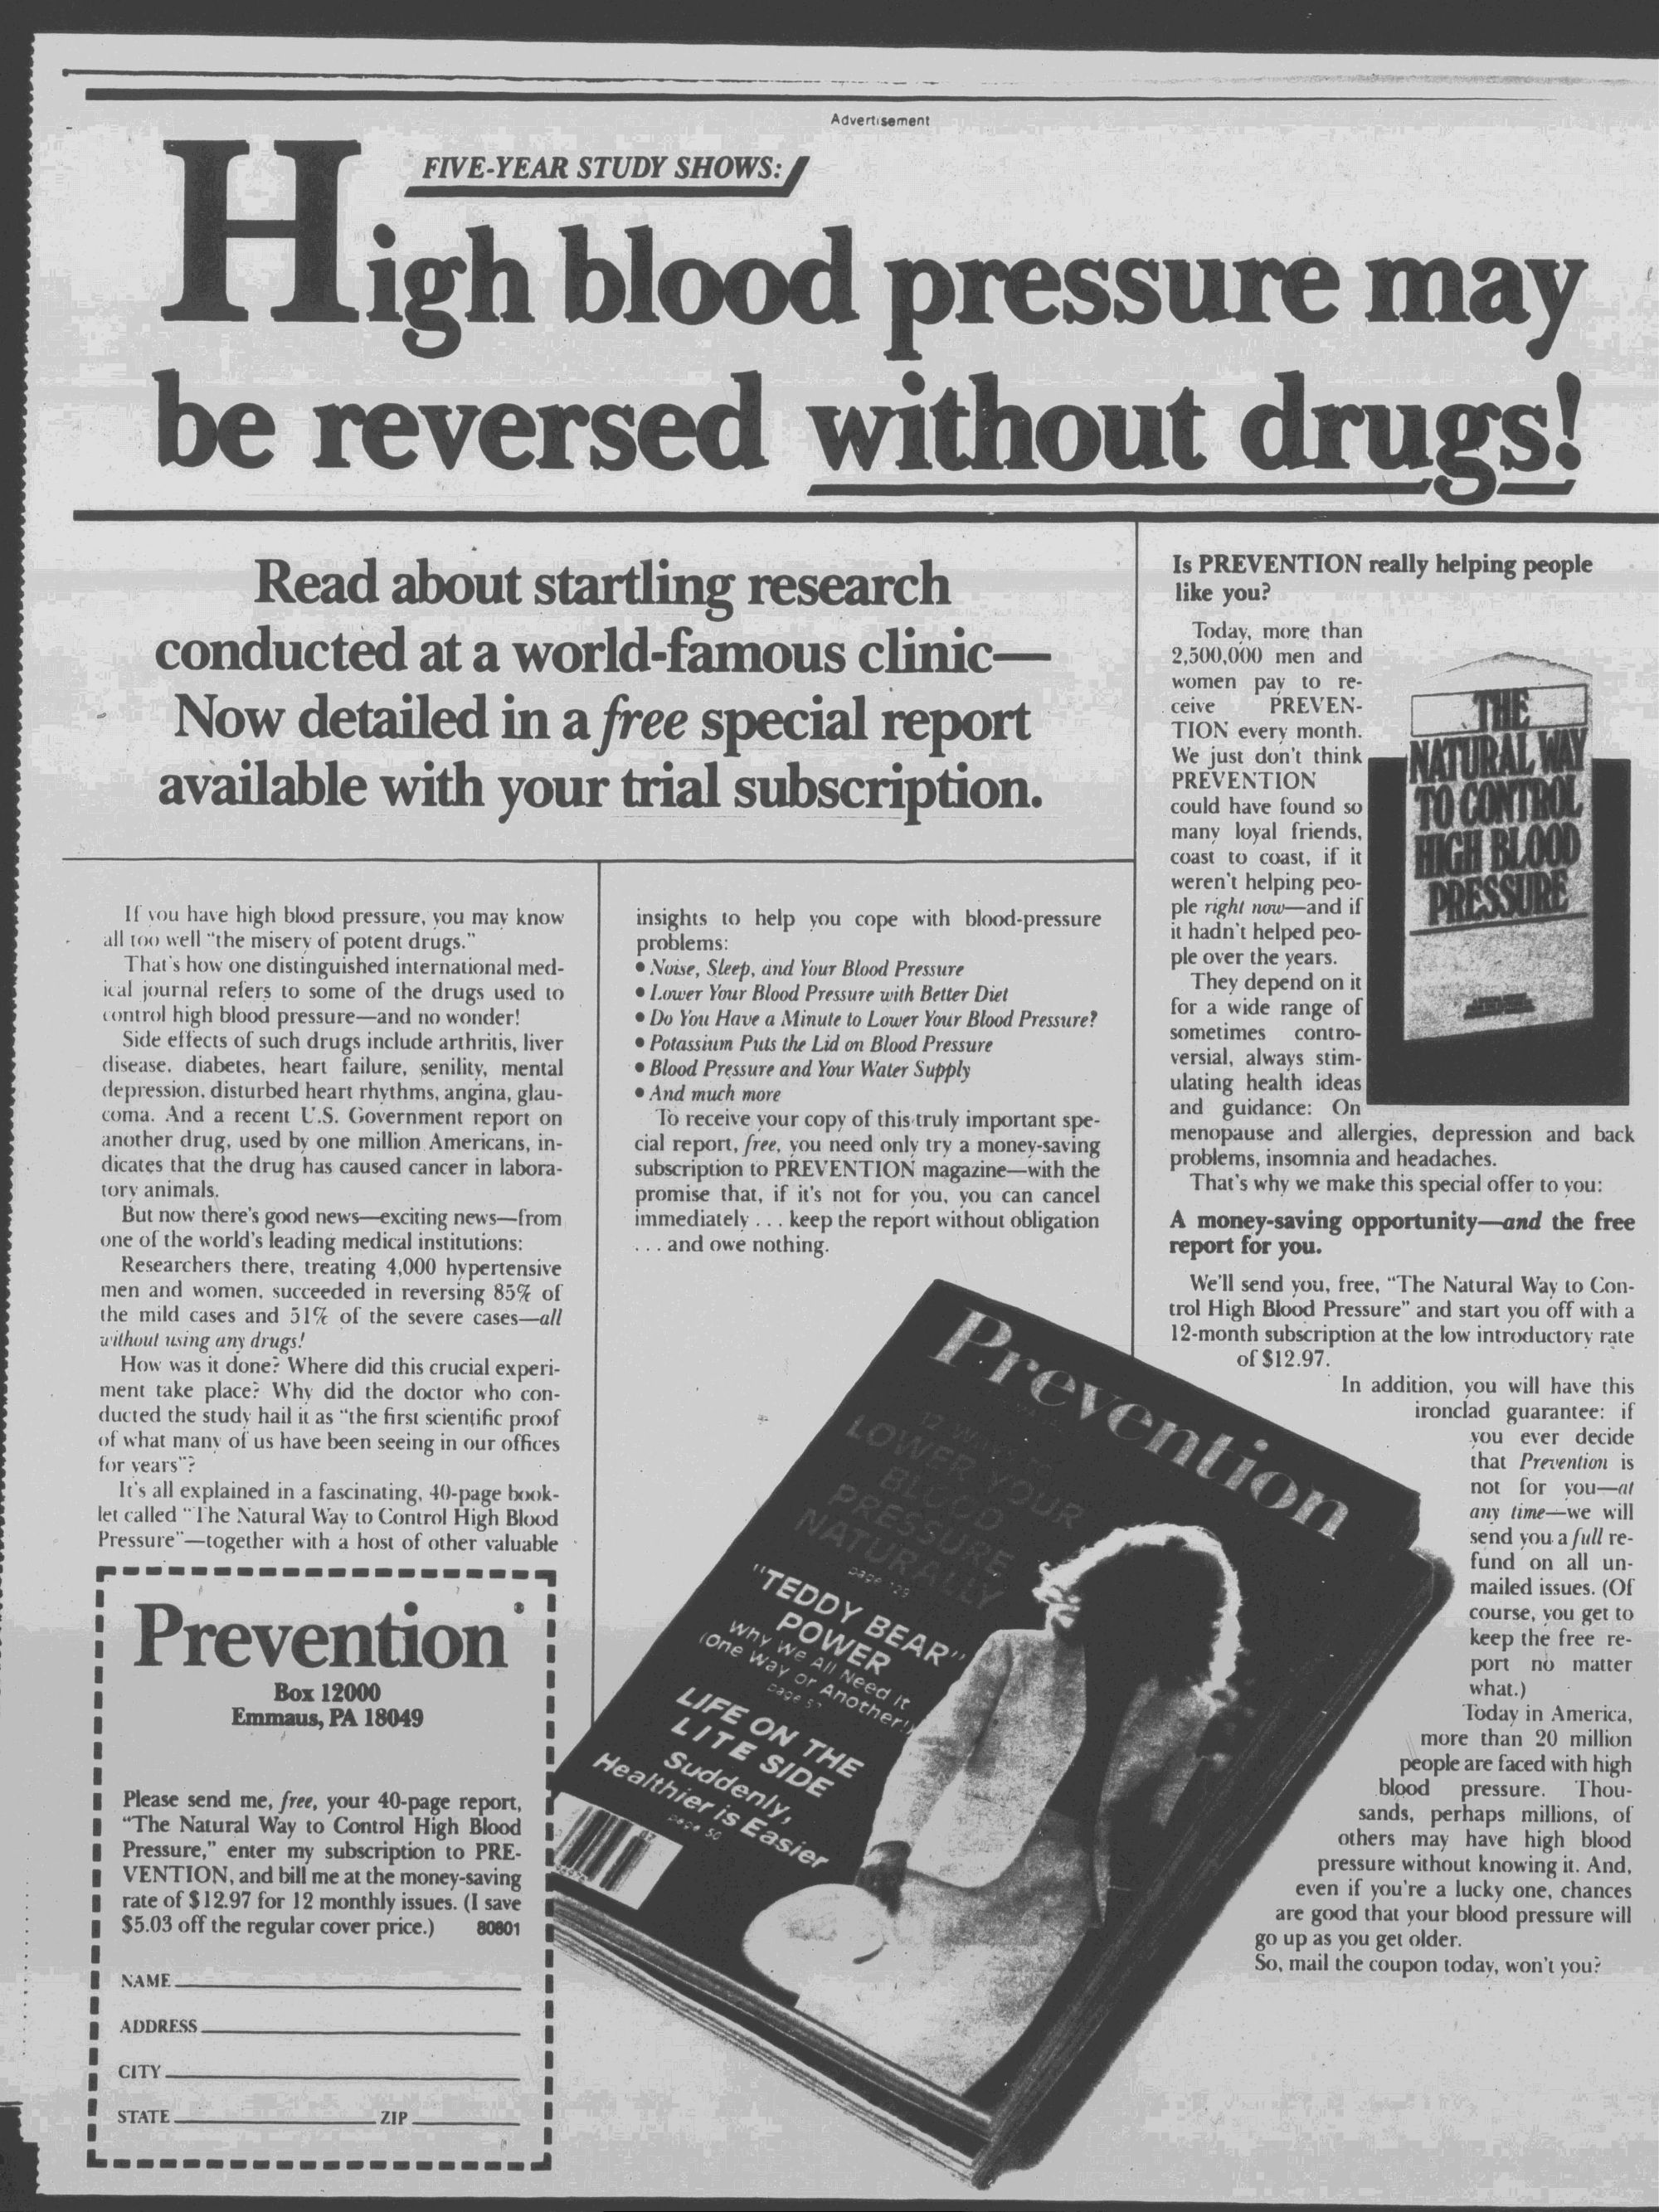 Advertisement
FIVE-YEAR STUDY SHOWS:
High blood pressure may
be reversed without drugs!
Read about startling research
conducted at a world-famous clinic—
Now detailed in a free special report
available with your trial subscription.
If you have high blood pressure, you may know
all too well "the misery of potent drugs."
That's how one distinguished international med-
ical journal refers to some of the drugs used to
control high blood pressure—and no wonder!
Side effects of such drugs include arthritis, liver
disease, diabetes, heart failure, senility, mental
depression, disturbed heart rhythms, angina, glau-
coma. And a recent U.S. Government report on
another drug, used by one million Americans, in-
dicates that the drug has caused cancer in labora-
tory animals.
But now there's good news—exciting news—from
one of the world's leading medical institutions:
Researchers there, treating 4,000 hypertensive
men and women, succeeded in reversing 85% of
the mild cases and 51% of the severe cases—all
without using any drugs!
How was it done? Where did this crucial experi-
ment take place? Why did the doctor who con-
ducted the study hail it as "the first scientific proof
of what many of us have been seeing in our offices
for years"?
It's all explained in a fascinating, 40-page book-
let called "The Natural Way to Control High Blood
Pressure"—together with a host of other valuable
insights to help you cope with blood-pressure
problems:
• Noise, Sleep, and Your Blood Pressure
• Lower Your Blood Pressure with Better Diet
• Do You Have a Minute to Lower Your Blood Pressure?
• Potassium Puts the Lid on Blood Pressure
• Blood Pressure and Your Water Supply
• And much more
To receive your copy of this truly important spe-
cial report, free, you need only try a money-saving
subscription to PREVENTION magazine—with the
promise that, if it's not for you, you can cancel
immediately . . . keep the report without obligation
. . . and owe nothing.
Is PREVENTION really helping people
like you?
Today, more than
2,500,000 men and
women pay to re-
ceive PREVEN-
TION every month.
We just don't think
PREVENTION
could have found so
many loyal friends,
coast to coast, if it
weren't helping peo-
ple right now—and if
it hadn't helped peo-
ple over the years.
They depend on it
for a wide range of
sometimes contro-
versial, always stim-
ulating health ideas
and guidance: On
menopause and allergies, depression and back
problems, insomnia and headaches.
That's why we make this special offer to you:
A money-saving opportunity—and the free
report for you.
We'll send you, free, "The Natural Way to Con-
trol High Blood Pressure" and start you off with a
12-month subscription at the low introductory rate
of $12.97.
In addition, you will have this
ironclad guarantee: if
you ever decide
that Prevention is
not for you—at
any time—we will
send you a full re-
fund on all un-
mailed issues. (Of
course, you get to
keep the free re-
port no matter
what.)
Today in America,
more than 20 million
people are faced with high
blood pressure. Thou-
sands, perhaps millions, of
others may have high blood
pressure without knowing it. And,
even if you're a lucky one, chances
are good that your blood pressure will
go up as you get older.
So, mail the coupon today, won't you?
THE
NATURAL WAY
TO CONTROL
HIGH BLOOD
PRESSURE
Prevention
12 WAYS TO
LOWER YOUR
BLOOD
PRESSURE
NATURALLY
page 129
"TEDDY BEAR"
POWER
Why We All Need It
(One Way or Another!)
page 57
LIFE ON THE
LITE SIDE
Suddenly,
Healthier is Easier
page 50
Prevention
Box 12000
Emmaus, PA 18049
Please send me, free, your 40-page report,
"The Natural Way to Control High Blood
Pressure," enter my subscription to PRE-
VENTION, and bill me at the money-saving
rate of $12.97 for 12 monthly issues. (I save
$5.03 off the regular cover price.) 80801
NAME
ADDRESS
CITY
STATE ZIP